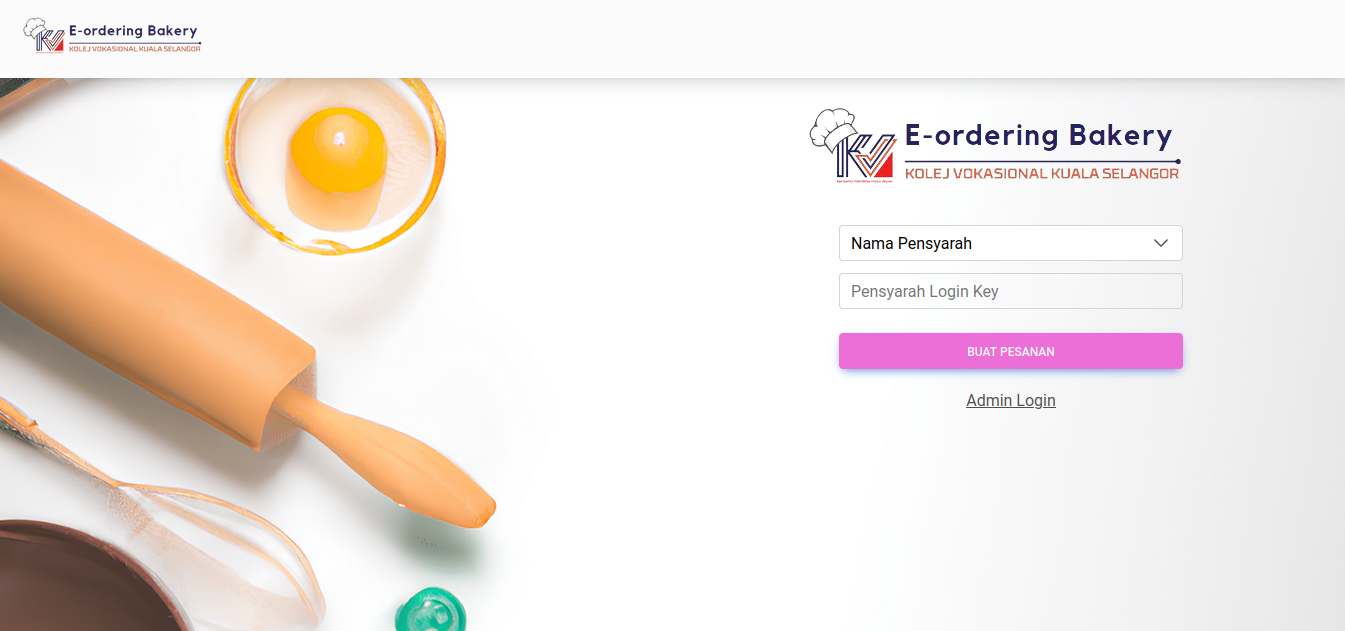 E-ordering Bakery
KOLEJ VOKASIONAL KUALA SELANGOR
E-ordering Bakery
KOLEJ VOKASIONAL KUALA SELANGOR
Nama Pensyarah
Pensyarah Login Key
BUAT PESANAN
Admin Login